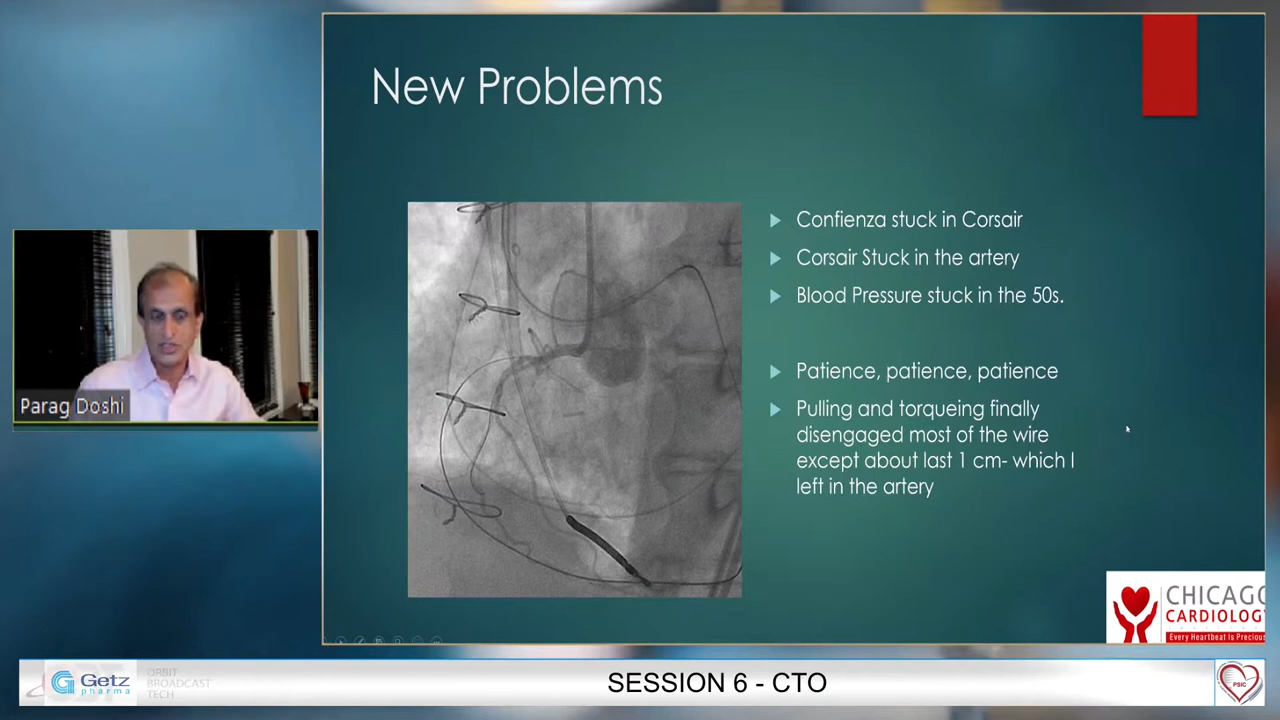 New Problems
Confienza stuck in Corsair
Corsair Stuck in the artery
Blood Pressure stuck in the 50s.
Patience, patience, patience
Pulling and torqueing finally
disengaged most of the wire
except about last 1 cm- which I
left in the artery
Parag Doshi
CHICAGO
CARDIOLOGY
Every Heartbeat Is Precious
Getz
pharma
ORBIT
BROADCAST
TECH
SESSION 6 - CTO
PSIC